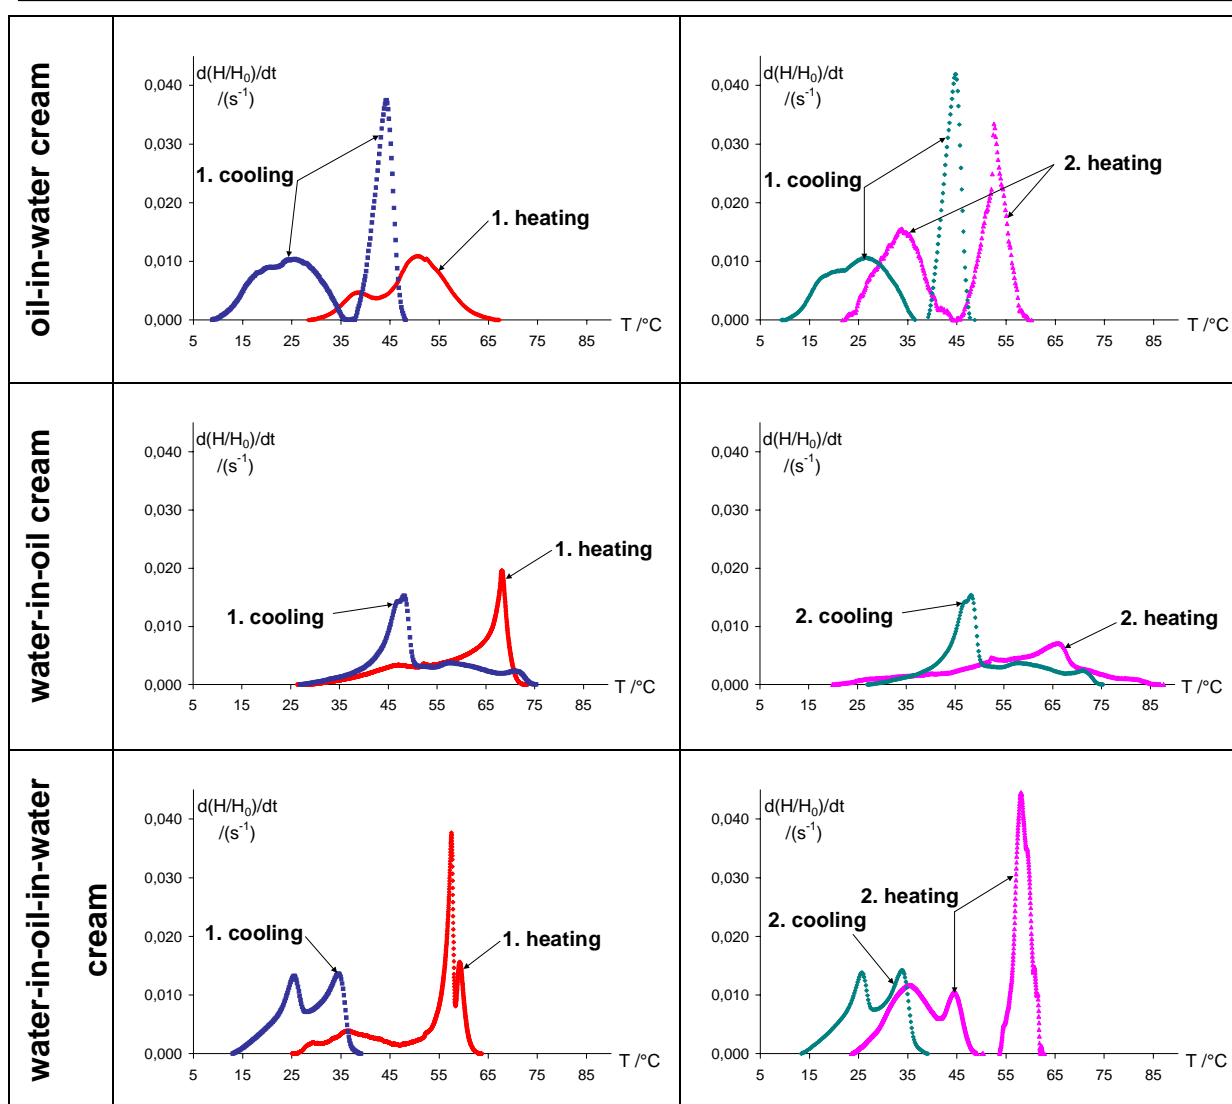 oil-in-water cream
d(H/H0)/dt
/(s-1)
0,040
0,030
0,020
0,010
0,000
1. cooling
1. heating
5 15 25 35 45 55 65 75 85
T /°C
d(H/H0)/dt
/(s-1)
0,040
0,030
0,020
0,010
0,000
1. cooling
2. heating
5 15 25 35 45 55 65 75 85
T /°C
water-in-oil cream
d(H/H0)/dt
/(s-1)
0,040
0,030
0,020
0,010
0,000
1. cooling
1. heating
5 15 25 35 45 55 65 75 85
T /°C
d(H/H0)/dt
/(s-1)
0,040
0,030
0,020
0,010
0,000
2. cooling
2. heating
5 15 25 35 45 55 65 75 85
T /°C
water-in-oil-in-water
cream
d(H/H0)/dt
/(s-1)
0,040
0,030
0,020
0,010
0,000
1. cooling
1. heating
5 15 25 35 45 55 65 75 85
T /°C
d(H/H0)/dt
/(s-1)
0,040
0,030
0,020
0,010
0,000
2. heating
2. cooling
5 15 25 35 45 55 65 75 85
T /°C